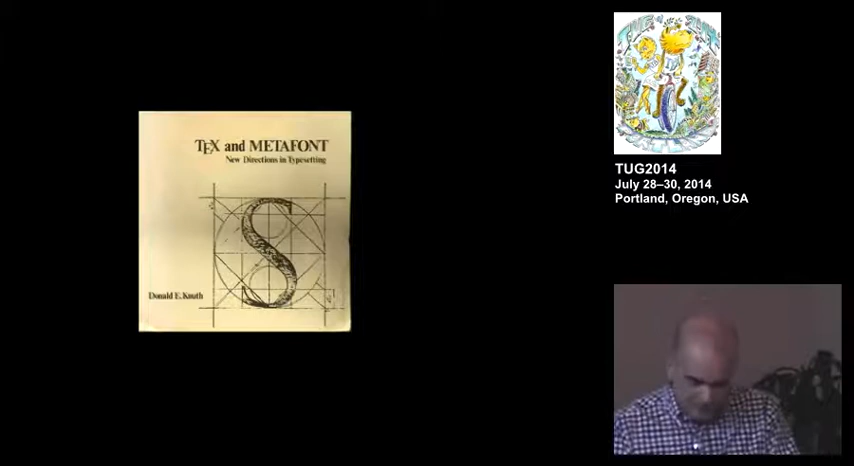 TEX and METAFONT
New Directions in Typesetting
Donald E. Knuth
TUG2014
July 28–30, 2014
Portland, Oregon, USA